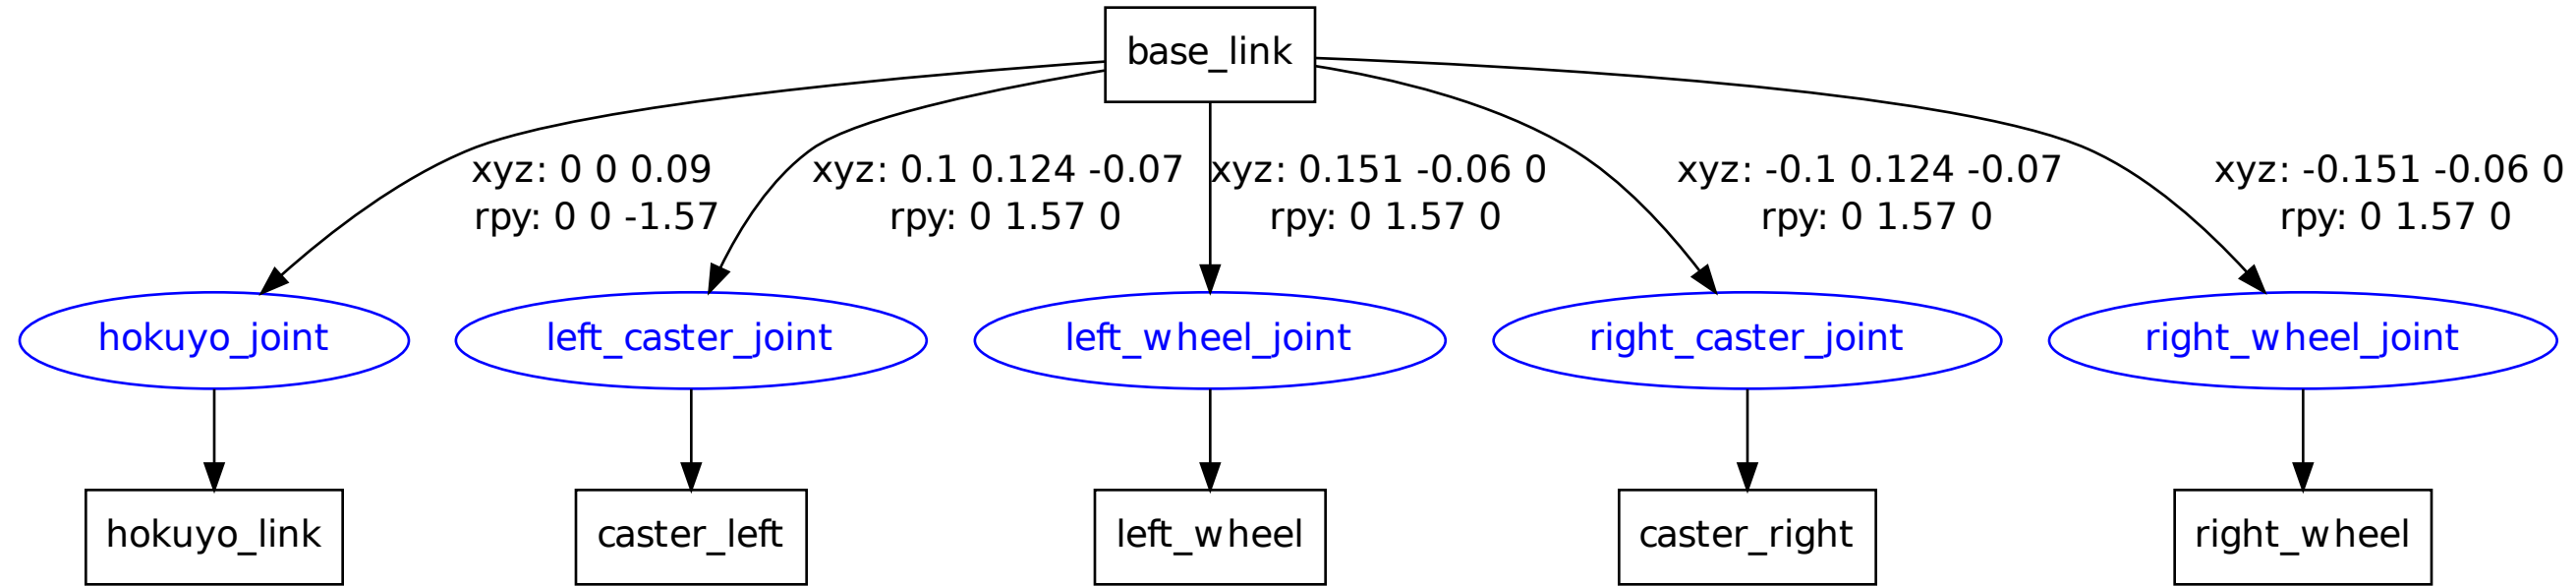 base_link
xyz: 0 0 0.09
rpy: 0 0 -1.57
xyz: 0.1 0.124 -0.07
rpy: 0 1.57 0
xyz: 0.151 -0.06 0
rpy: 0 1.57 0
xyz: -0.1 0.124 -0.07
rpy: 0 1.57 0
xyz: -0.151 -0.06 0
rpy: 0 1.57 0
hokuyo_joint
left_caster_joint
left_wheel_joint
right_caster_joint
right_wheel_joint
hokuyo_link
caster_left
left_wheel
caster_right
right_wheel